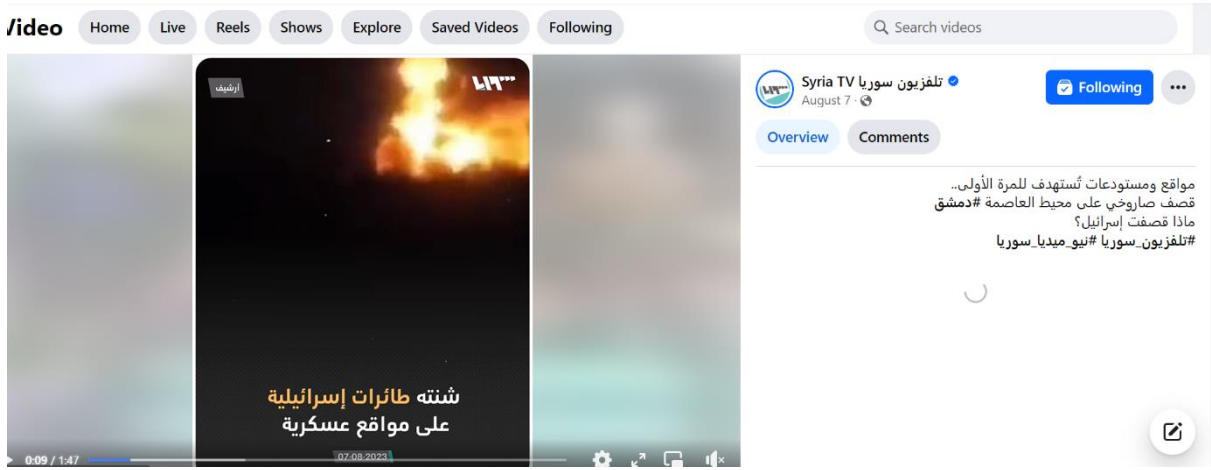 Video
Home Live Reels Shows Explore Saved Videos Following
Search videos
أرشيف
سوريا
شنته طائرات إسرائيلية
على مواقع عسكرية
07-08-2023
0:09 / 1:47
تلفزيون سوريا Syria TV
August 7
Following
Overview Comments
مواقع ومستودعات تُستهدف للمرة الأولى..
قصف صاروخي على محيط العاصمة #دمشق
ماذا قصفت إسرائيل؟
#تلفزيون_سوريا #نيو_ميديا_سوريا